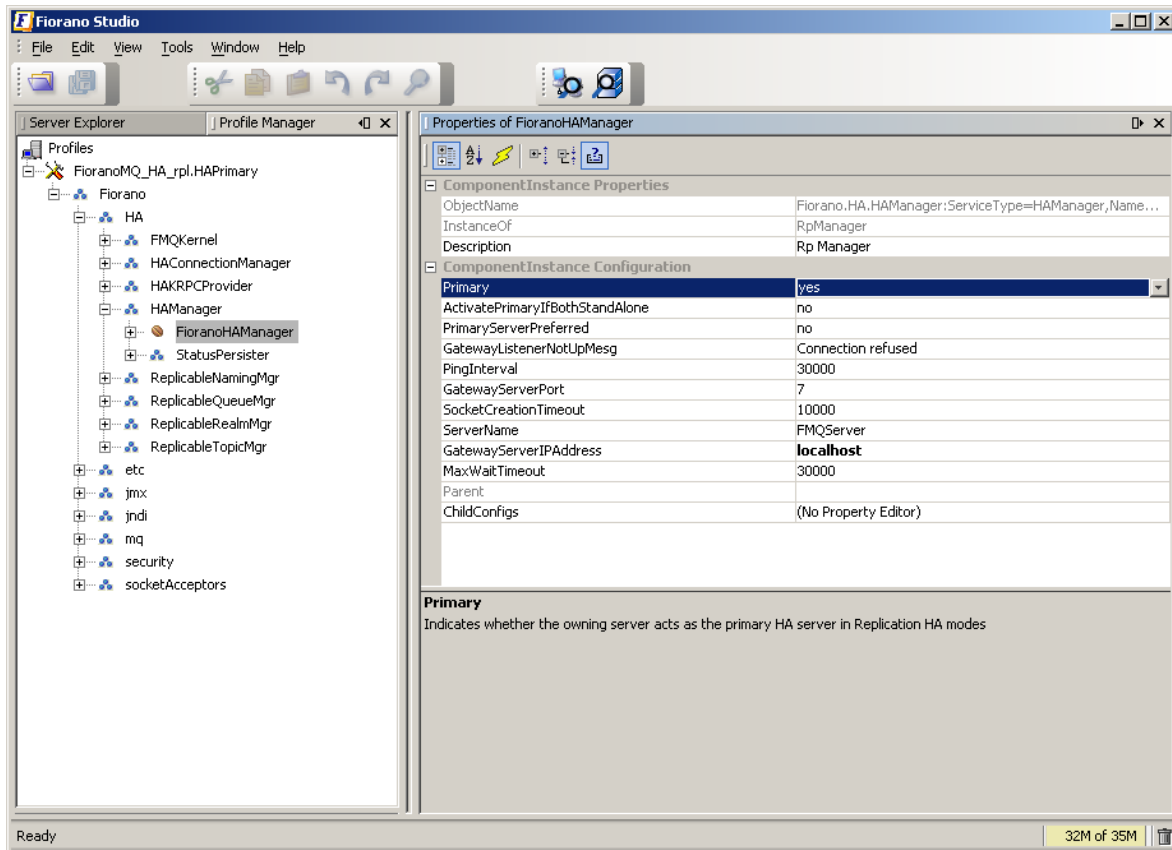 Fiorano Studio
File Edit View Tools Window Help
Server Explorer Profile Manager
Profiles
FioranoMQ_HA_rpl.HAPrimary
Fiorano
HA
FMQKernel
HAConnectionManager
HAKRPCProvider
HAManager
FioranoHAManager
StatusPersister
ReplicableNamingMgr
ReplicableQueueMgr
ReplicableRealmMgr
ReplicableTopicMgr
etc
jmx
jndi
mq
security
socketAcceptors
Properties of FioranoHAManager
ComponentInstance Properties
ObjectName Fiorano.HA.HAManager:ServiceType=HAManager,Name...
InstanceOf RpManager
Description Rp Manager
ComponentInstance Configuration
Primary yes
ActivatePrimaryIfBothStandAlone no
PrimaryServerPreferred no
GatewayListenerNotUpMesg Connection refused
PingInterval 30000
GatewayServerPort 7
SocketCreationTimeout 10000
ServerName FMQServer
GatewayServerIPAddress localhost
MaxWaitTimeout 30000
Parent
ChildConfigs (No Property Editor)
Primary
Indicates whether the owning server acts as the primary HA server in Replication HA modes
Ready 32M of 35M